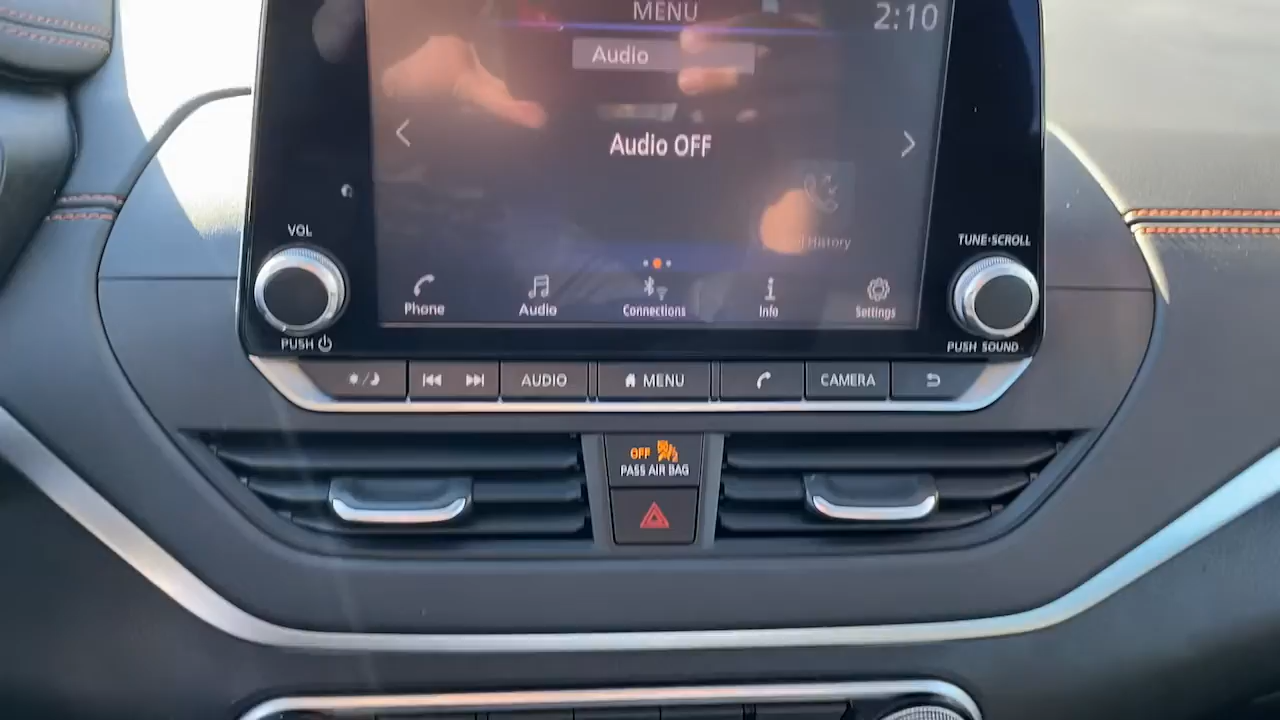 MENU
2:10
Audio
Audio OFF
History
VOL
TUNE·SCROLL
Phone
Audio
Connections
Info
Settings
PUSH
PUSH SOUND
AUDIO
MENU
CAMERA
OFF
PASS AIR BAG